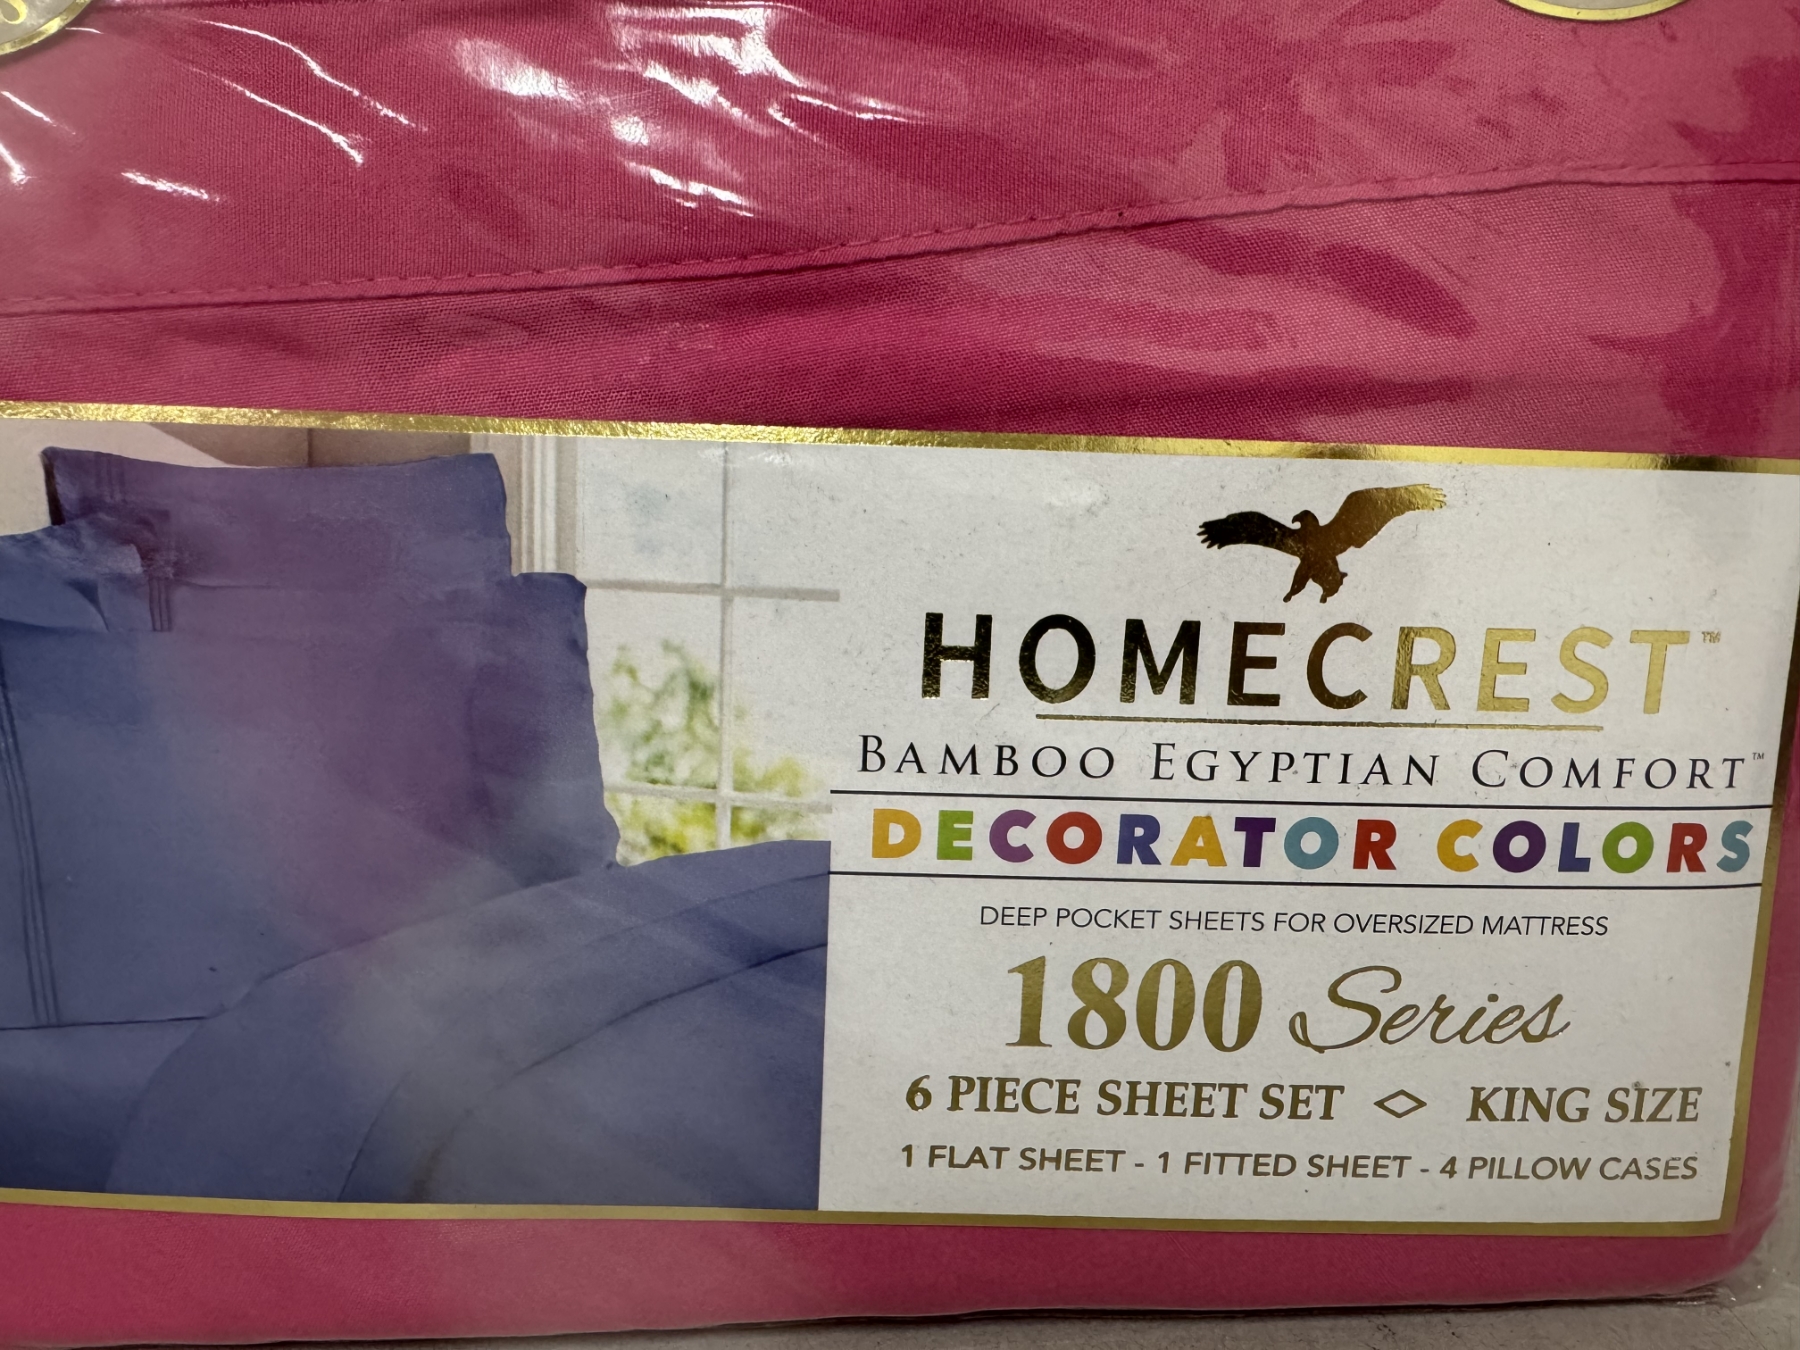 HOMECREST™
BAMBOO EGYPTIAN COMFORT™
DECORATOR COLORS
DEEP POCKET SHEETS FOR OVERSIZED MATTRESS
1800 Series
6 PIECE SHEET SET ◇ KING SIZE
1 FLAT SHEET - 1 FITTED SHEET - 4 PILLOW CASES